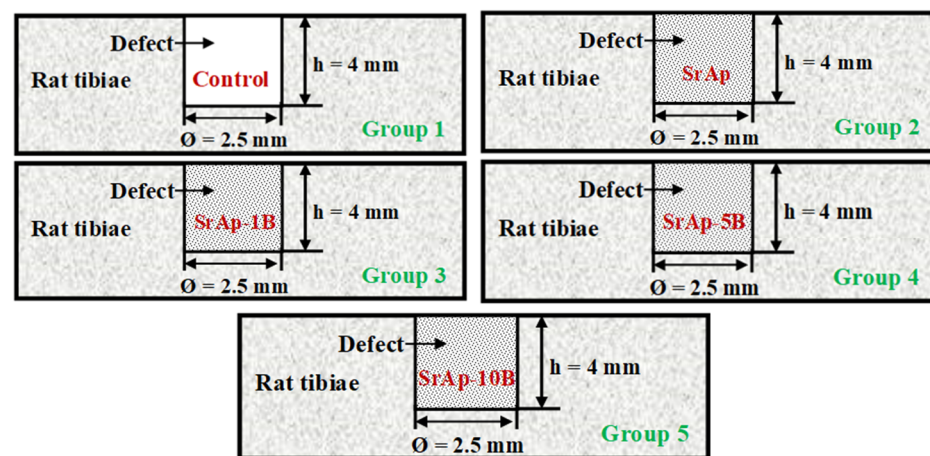 Defect
Control
h = 4 mm
Rat tibiae
Ø = 2.5 mm
Group 1
Defect
SrAp
h = 4 mm
Rat tibiae
Ø = 2.5 mm
Group 2
Defect
SrAp-1B
h = 4 mm
Rat tibiae
Ø = 2.5 mm
Group 3
Defect
SrAp-5B
h = 4 mm
Rat tibiae
Ø = 2.5 mm
Group 4
Defect
SrAp-10B
h = 4 mm
Rat tibiae
Ø = 2.5 mm
Group 5